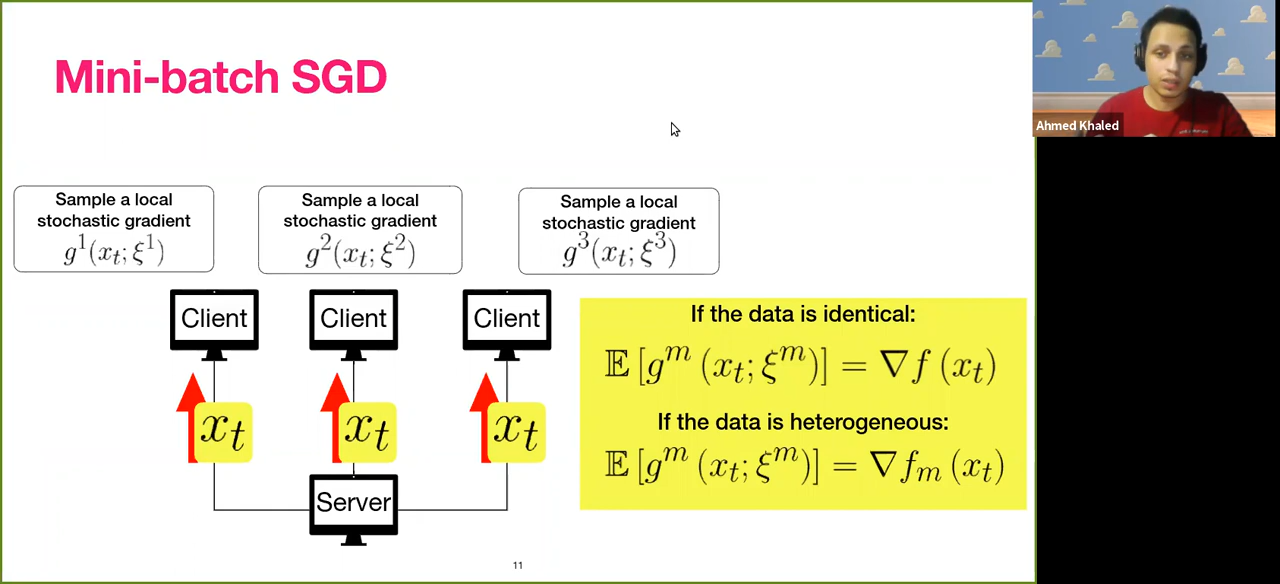 Mini-batch SGD
Ahmed Khaled
Sample a local
stochastic gradient
g^1(x_t; ξ^1)
Sample a local
stochastic gradient
g^2(x_t; ξ^2)
Sample a local
stochastic gradient
g^3(x_t; ξ^3)
Client
Client
Client
x_t
x_t
x_t
Server
If the data is identical:
𝔼 [g^m (x_t; ξ^m)] = ∇f (x_t)
If the data is heterogeneous:
𝔼 [g^m (x_t; ξ^m)] = ∇f_m (x_t)
11